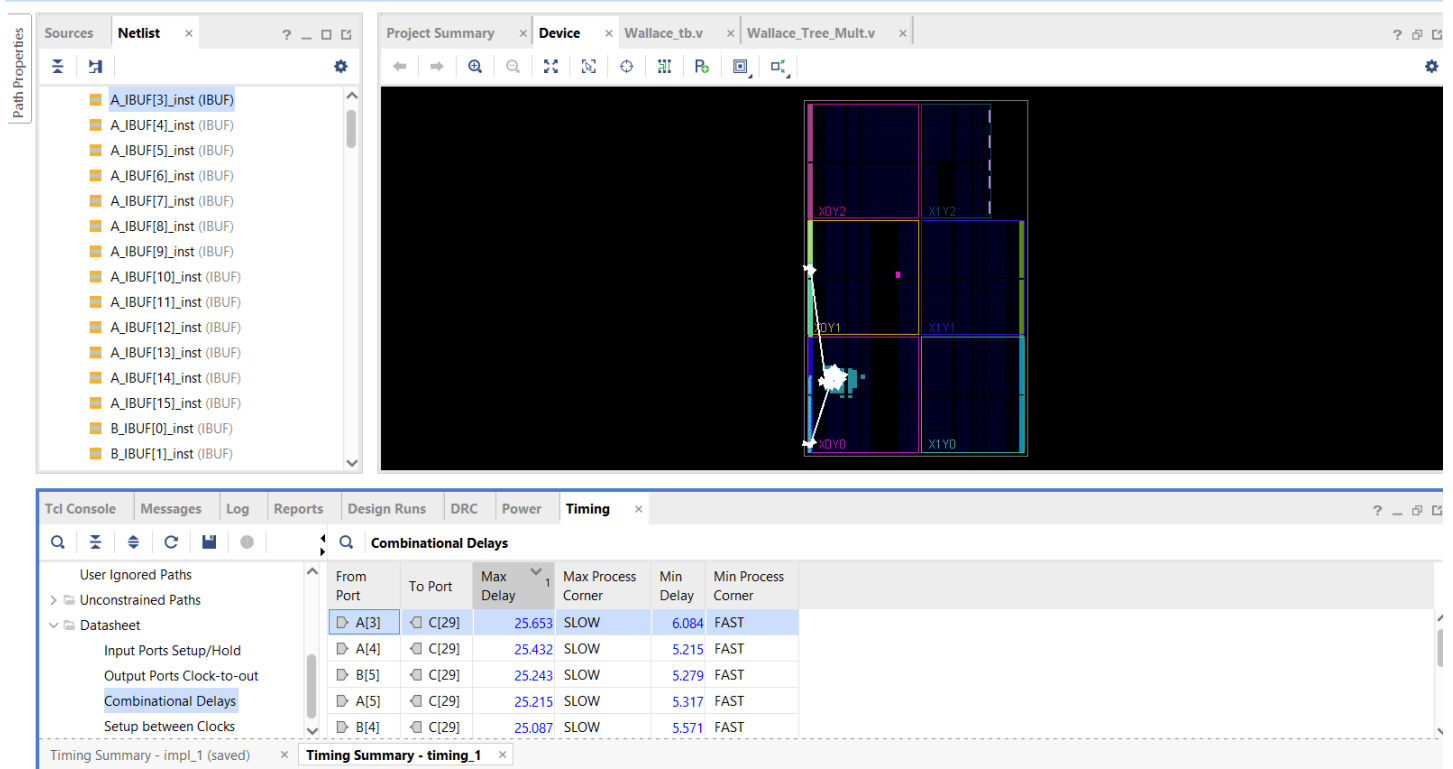 Path Properties
Sources Netlist × ? _
A_IBUF[3]_inst (IBUF)
A_IBUF[4]_inst (IBUF)
A_IBUF[5]_inst (IBUF)
A_IBUF[6]_inst (IBUF)
A_IBUF[7]_inst (IBUF)
A_IBUF[8]_inst (IBUF)
A_IBUF[9]_inst (IBUF)
A_IBUF[10]_inst (IBUF)
A_IBUF[11]_inst (IBUF)
A_IBUF[12]_inst (IBUF)
A_IBUF[13]_inst (IBUF)
A_IBUF[14]_inst (IBUF)
A_IBUF[15]_inst (IBUF)
B_IBUF[0]_inst (IBUF)
B_IBUF[1]_inst (IBUF)
Project Summary × Device × Wallace_tb.v × Wallace_Tree_Mult.v × ?
X0Y2 X1Y2
X0Y1 X1Y1
X0Y0 X1Y0
Tcl Console Messages Log Reports Design Runs DRC Power Timing × ? _
User Ignored Paths
Unconstrained Paths
Datasheet
Input Ports Setup/Hold
Output Ports Clock-to-out
Combinational Delays
Setup between Clocks
Combinational Delays
From Port To Port Max Delay 1 Max Process Corner Min Delay Min Process Corner
A[3] C[29] 25.653 SLOW 6.084 FAST
A[4] C[29] 25.432 SLOW 5.215 FAST
B[5] C[29] 25.243 SLOW 5.279 FAST
A[5] C[29] 25.215 SLOW 5.317 FAST
B[4] C[29] 25.087 SLOW 5.571 FAST
Timing Summary - impl_1 (saved) × Timing Summary - timing_1 ×